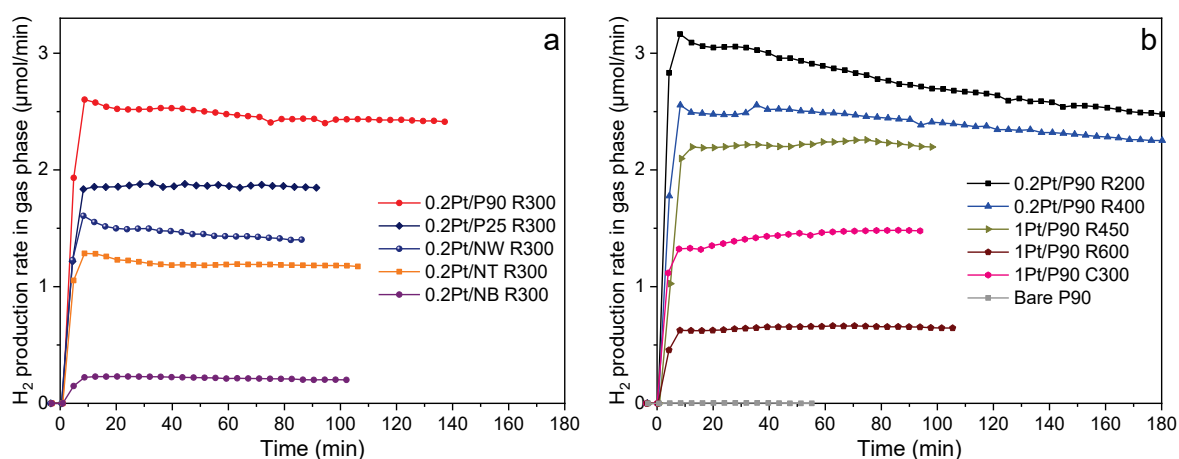 a
H₂ production rate in gas phase (µmol/min)
3
2
1
0
0.2Pt/P90 R300
0.2Pt/P25 R300
0.2Pt/NW R300
0.2Pt/NT R300
0.2Pt/NB R300
0 20 40 60 80 100 120 140 160 180
Time (min)
b
H₂ production rate in gas phase (µmol/min)
3
2
1
0
0.2Pt/P90 R200
0.2Pt/P90 R400
1Pt/P90 R450
1Pt/P90 R600
1Pt/P90 C300
Bare P90
0 20 40 60 80 100 120 140 160 180
Time (min)